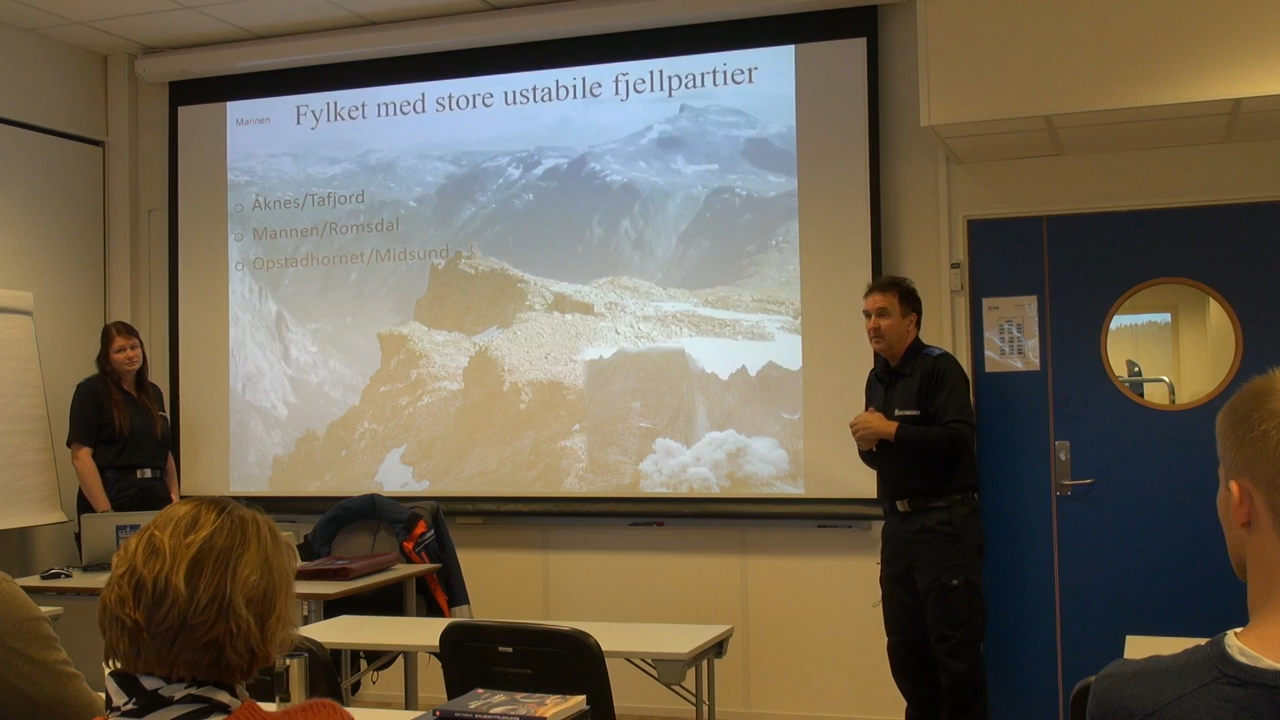 Fylket med store ustabile fjellpartier
Mannen
Åknes/Tafjord
Mannen/Romsdal
Opstadhornet/Midsund